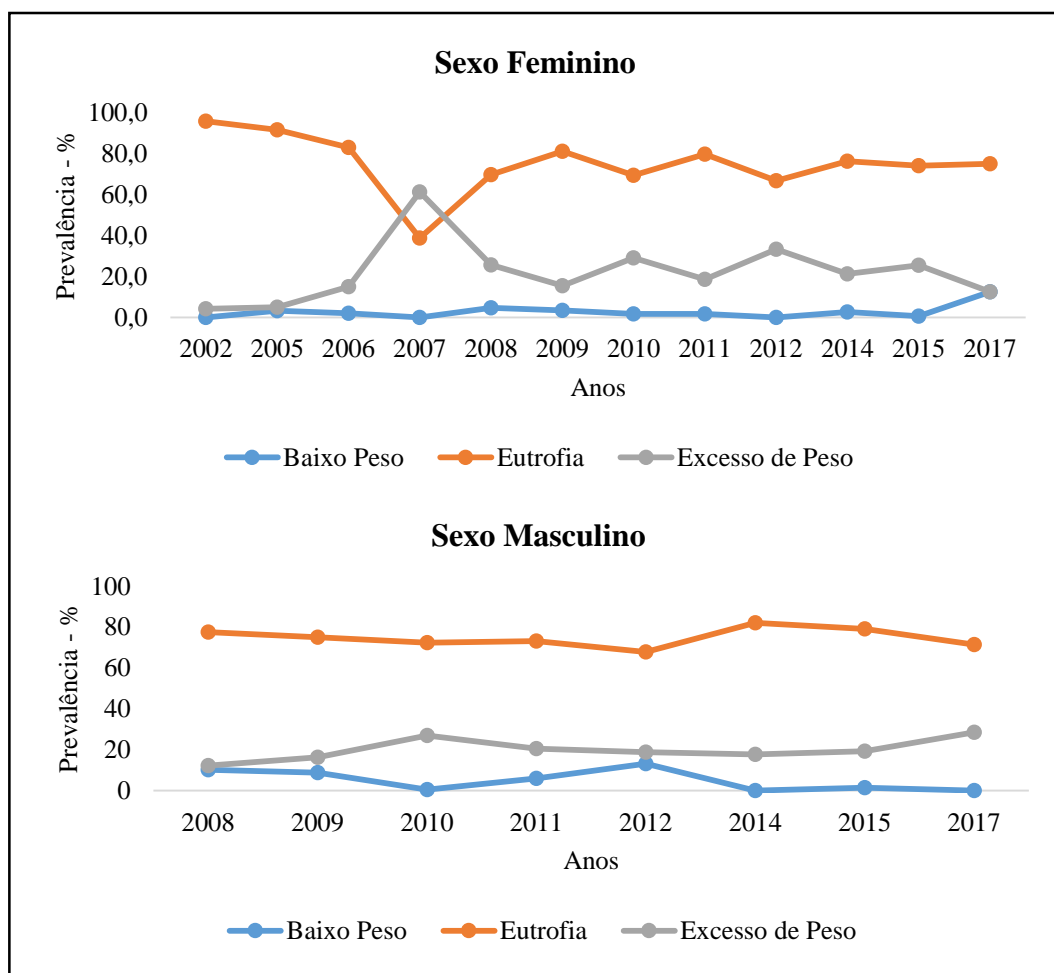 Sexo Feminino
Prevalência - %
100,0
80,0
60,0
40,0
20,0
0,0
2002 2005 2006 2007 2008 2009 2010 2011 2012 2014 2015 2017
Anos
Baixo Peso Eutrofia Excesso de Peso
Sexo Masculino
Prevalência - %
100
80
60
40
20
0
2008 2009 2010 2011 2012 2014 2015 2017
Anos
Baixo Peso Eutrofia Excesso de Peso